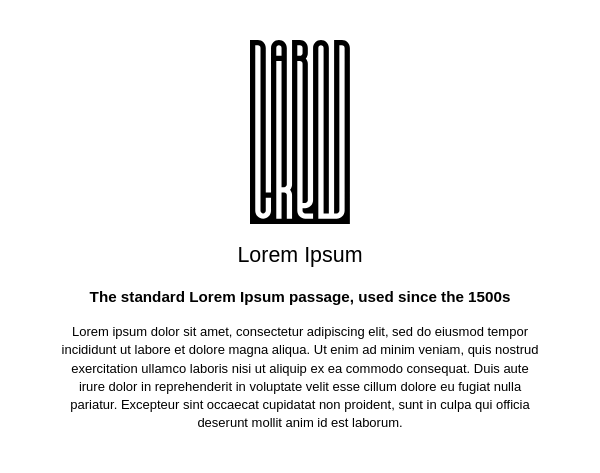 Lorem Ipsum
The standard Lorem Ipsum passage, used since the 1500s
Lorem ipsum dolor sit amet, consectetur adipiscing elit, sed do eiusmod tempor
incididunt ut labore et dolore magna aliqua. Ut enim ad minim veniam, quis nostrud
exercitation ullamco laboris nisi ut aliquip ex ea commodo consequat. Duis aute
irure dolor in reprehenderit in voluptate velit esse cillum dolore eu fugiat nulla
pariatur. Excepteur sint occaecat cupidatat non proident, sunt in culpa qui officia
deserunt mollit anim id est laborum.